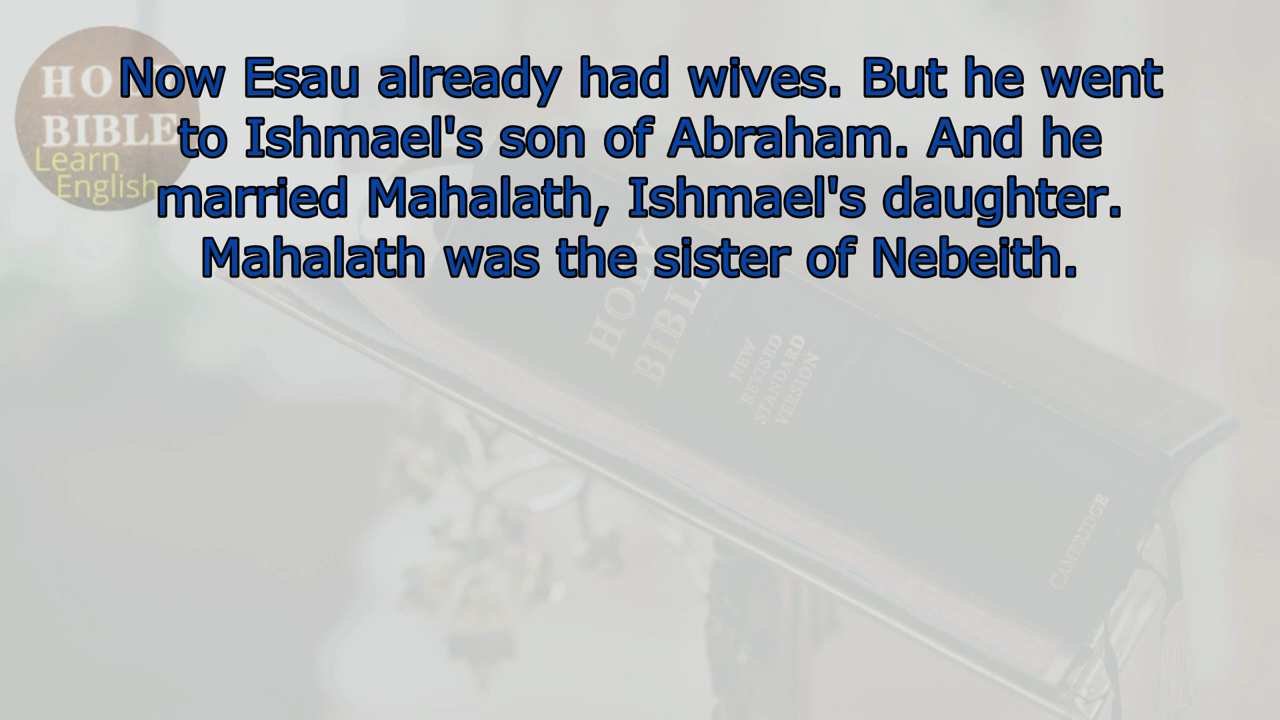 HOLY
BIBLE
Learn
English
Now Esau already had wives. But he went
to Ishmael's son of Abraham. And he
married Mahalath, Ishmael's daughter.
Mahalath was the sister of Nebeith.
HOLY
BIBLE
NEW
REVISED
STANDARD
VERSION
CAMBRIDGE